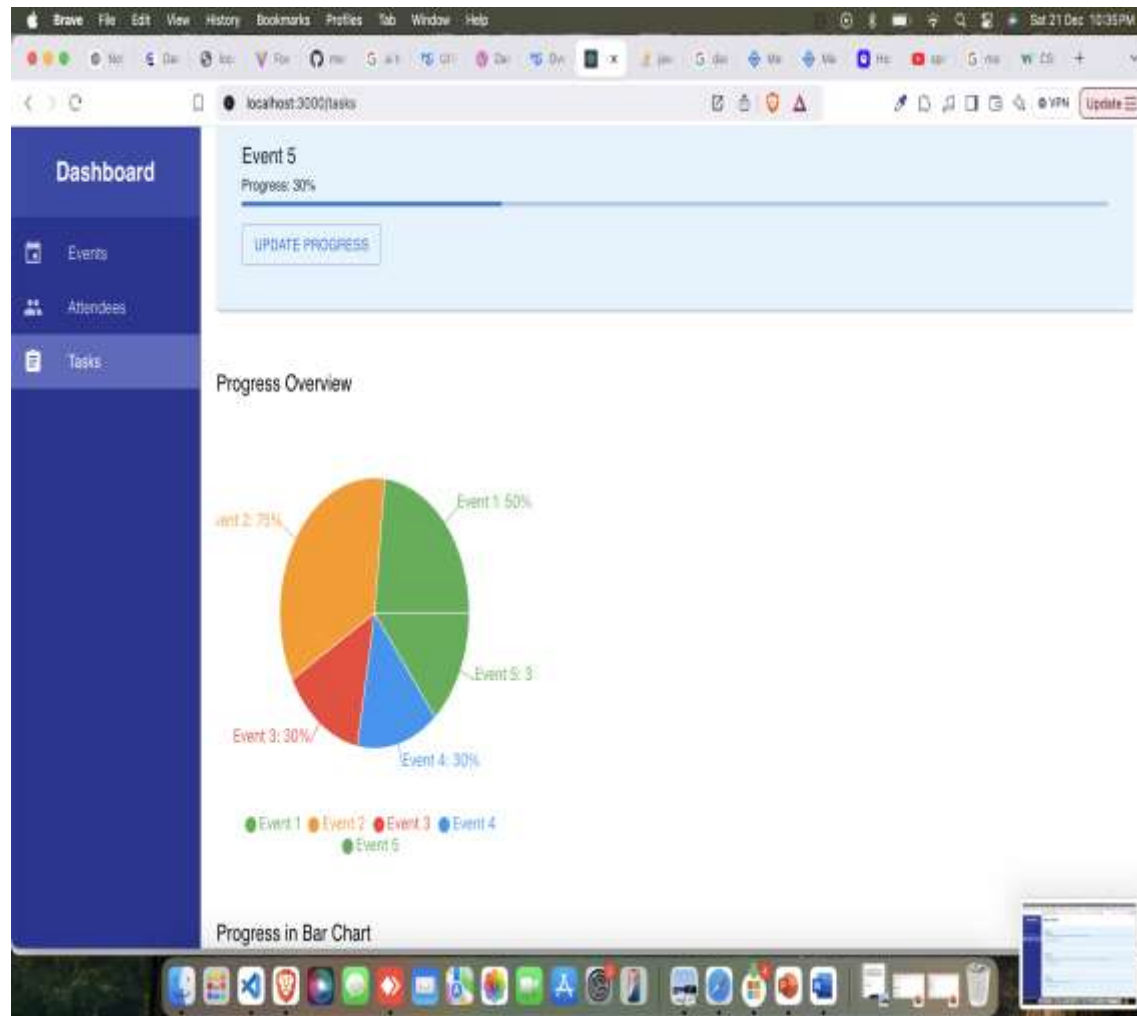 Brave File Edit View History Bookmarks Profiles Tab Window Help
Sat 21 Dec 10:35PM
localhost:3000/tasks
VPN
Update
Dashboard
Events
Attendees
Tasks
Event 5
Progress: 30%
UPDATE PROGRESS
Progress Overview
Event 1: 50%
ent 2: 75%
Event 5: 3
Event 3: 30%
Event 4: 30%
Event 1 Event 2 Event 3 Event 4
Event 5
Progress in Bar Chart